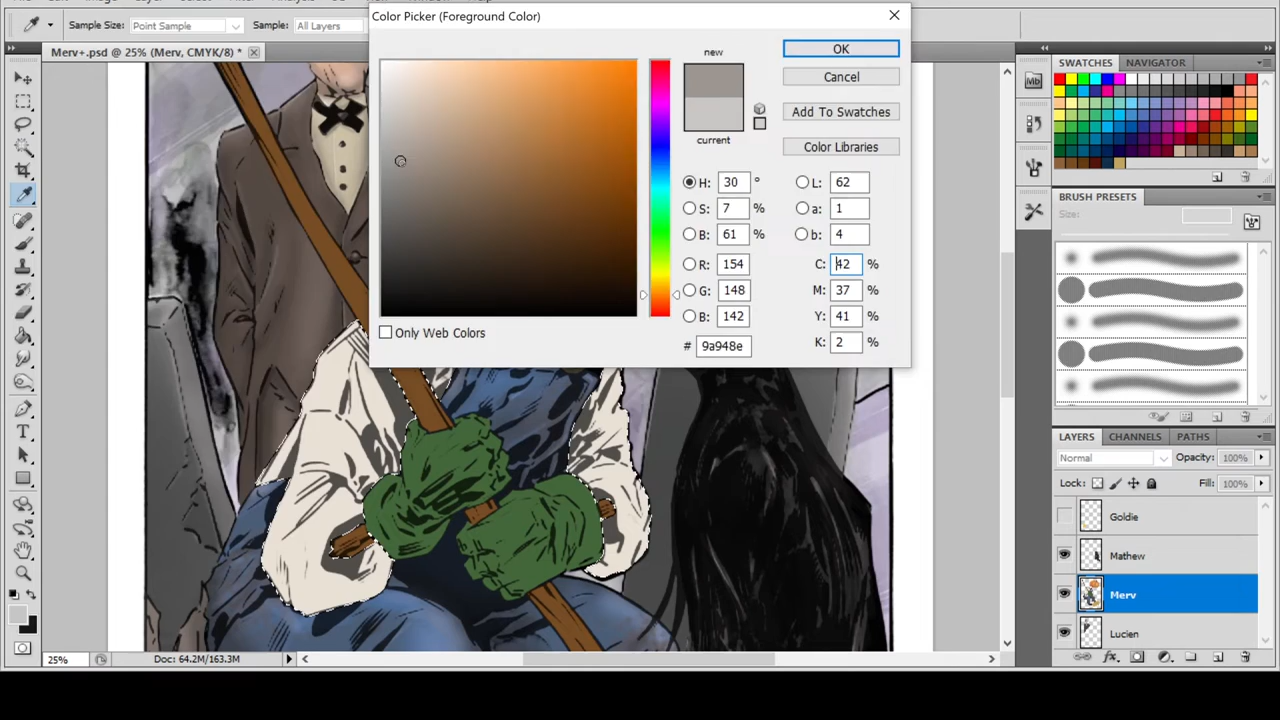 Color Picker (Foreground Color)
Sample Size: Point Sample Sample: All Layers
Merv+.psd @ 25% (Merv, CMYK/8) *
new
current
OK
Cancel
Add To Swatches
Color Libraries
H: 30 °
S: 7 %
B: 61 %
R: 154
G: 148
B: 142
# 9a948e
L: 62
a: 1
b: 4
C: 42 %
M: 37 %
Y: 41 %
K: 2 %
Only Web Colors
SWATCHES NAVIGATOR
Mb
BRUSH PRESETS
Size:
LAYERS CHANNELS PATHS
Normal Opacity: 100%
Lock: Fill: 100%
Goldie
Mathew
Merv
Lucien
T
fx
25% Doc: 64.2M/163.3M